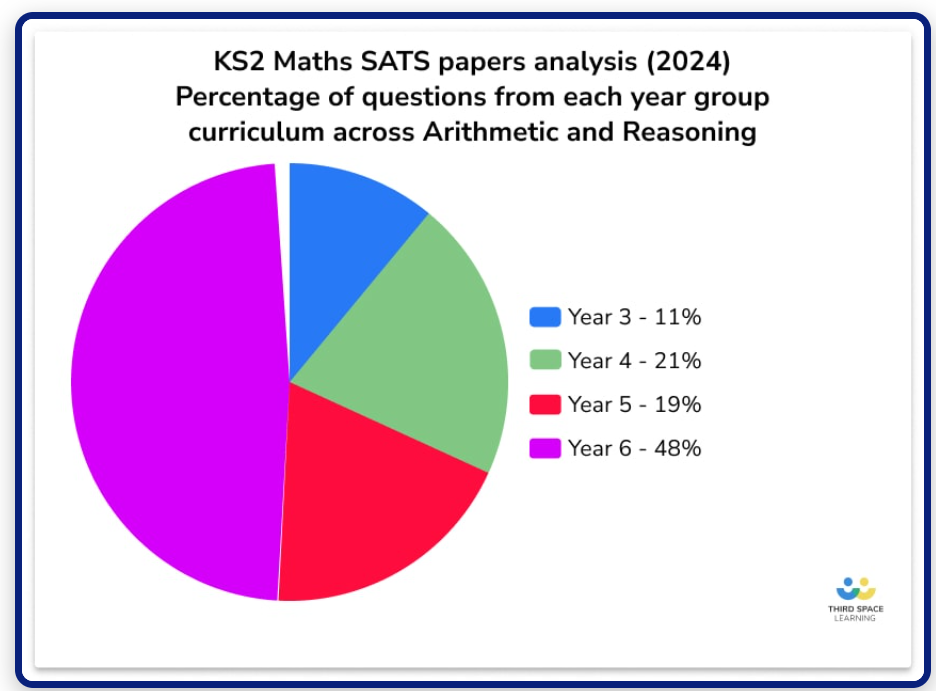 KS2 Maths SATS papers analysis (2024)
Percentage of questions from each year group
curriculum across Arithmetic and Reasoning
Year 3 - 11%
Year 4 - 21%
Year 5 - 19%
Year 6 - 48%
THIRD SPACE
LEARNING